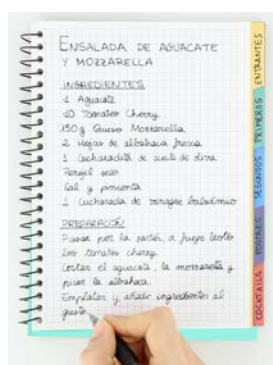 ENSALADA DE AGUACATE
Y MOZZARELLA
INGREDIENTES
1 Aguacate
10 Tomates Cherry
150g Queso Mozzarella
2 Hojas de albahaca fresca
1 Cucharadita de aceite de oliva
Perejil seco
Sal y pimienta
1 Cucharada de vinagre balsámico
PREPARACIÓN
Pasar por la sartén, a fuego lento
los tomates cherry
Cortar el aguacate, la mozzarella y
picar la albahaca
Emplatar y añadir ingredientes al
gusto
ENTRANTES
PRIMEROS
SEGUNDOS
POSTRES
COCKTAILS